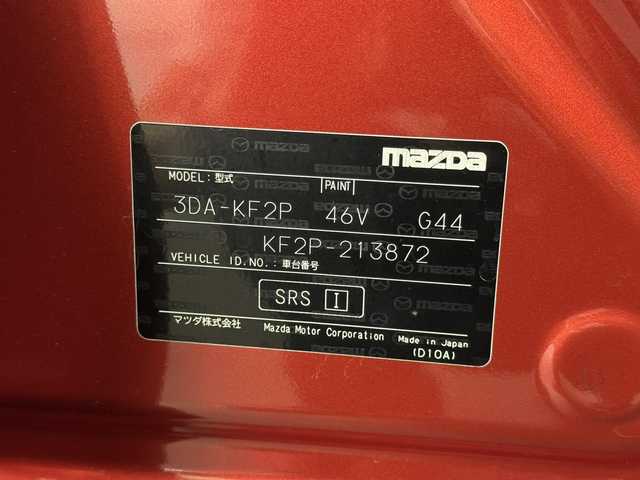 mazda
MODEL: 型式 PAINT
3DA-KF2P 46V G44
KF2P-213872
VEHICLE ID.NO.: 車台番号
SRS I
マツダ株式会社 Mazda Motor Corporation Made in Japan
(D10A)